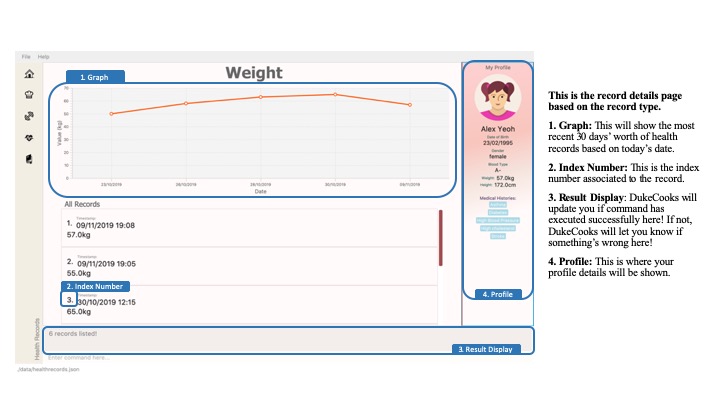 File Help
1. Graph
Weight
70
60
50
40
30
20
10
0
Value (kg)
23/10/2019
26/10/2019
30/10/2019
09/11/2019
Date
All Records
Timestamp:
1. 09/11/2019 19:08
57.0kg
Timestamp:
2. 09/11/2019 19:05
55.0kg
2. Index Number
Timestamp:
3. 30/10/2019 12:15
65.0kg
Health Records
6 records listed!
3. Result Display
Enter command here...
./data/healthrecords.json
My Profile
Alex Yeoh
Date of Birth
23/02/1995
Gender
female
Blood Type
A-
Weight: 57.0kg
Height: 172.0cm
Medical Histories:
4. Profile
This is the record details page
based on the record type.
1. Graph: This will show the most
recent 30 days' worth of health
records based on today's date.
2. Index Number: This is the index
number associated to the record.
3. Result Display: DukeCooks will
update you if command has
executed successfully here! If not,
DukeCooks will let you know if
something's wrong here!
4. Profile: This is where your
profile details will be shown.